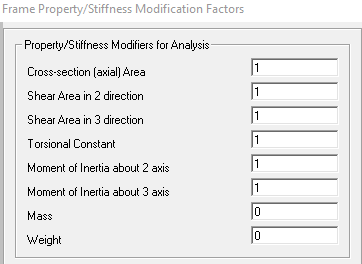 Frame Property/Stiffness Modification Factors
Property/Stiffness Modifiers for Analysis
Cross-section (axial) Area 1
Shear Area in 2 direction 1
Shear Area in 3 direction 1
Torsional Constant 1
Moment of Inertia about 2 axis 1
Moment of Inertia about 3 axis 1
Mass 0
Weight 0